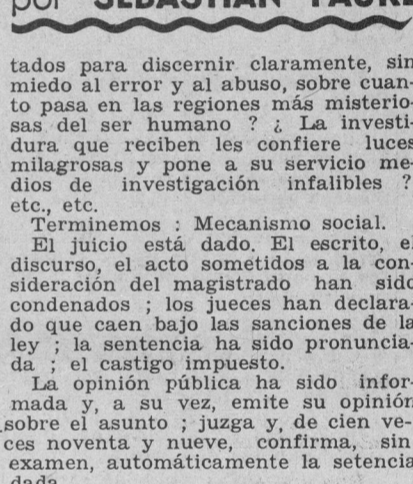 por SEBASTIAN FAURE
tados para discernir claramente, sin
miedo al error y al abuso, sobre cuan-
to pasa en las regiones más misterio-
sas del ser humano ? ¿ La investi-
dura que reciben les confiere luces
milagrosas y pone a su servicio me-
dios de investigación infalibles ?
etc., etc.
Terminemos : Mecanismo social.
El juicio está dado. El escrito, el
discurso, el acto sometidos a la con-
sideración del magistrado han sido
condenados ; los jueces han declara-
do que caen bajo las sanciones de la
ley ; la sentencia ha sido pronuncia-
da ; el castigo impuesto.
La opinión pública ha sido infor-
mada y, a su vez, emite su opinión
sobre el asunto ; juzga y, de cien ve-
ces noventa y nueve, confirma, sin
examen, automáticamente la setencia
dada